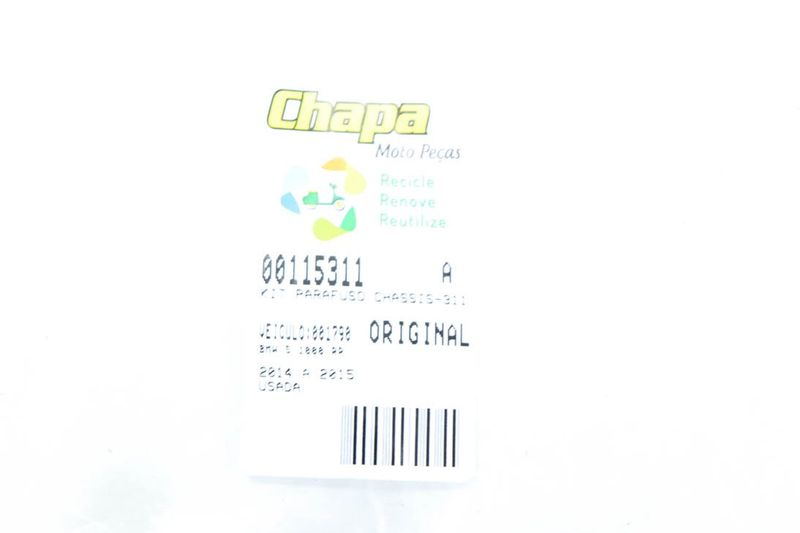 Chapa
Moto Peças
Recicle
Renove
Reutilize
00115311 A
KIT PARAFUSO CHASSIS-311
VEICULO:001790 ORIGINAL
BMW S 1000 RR
2014 A 2015
USADA